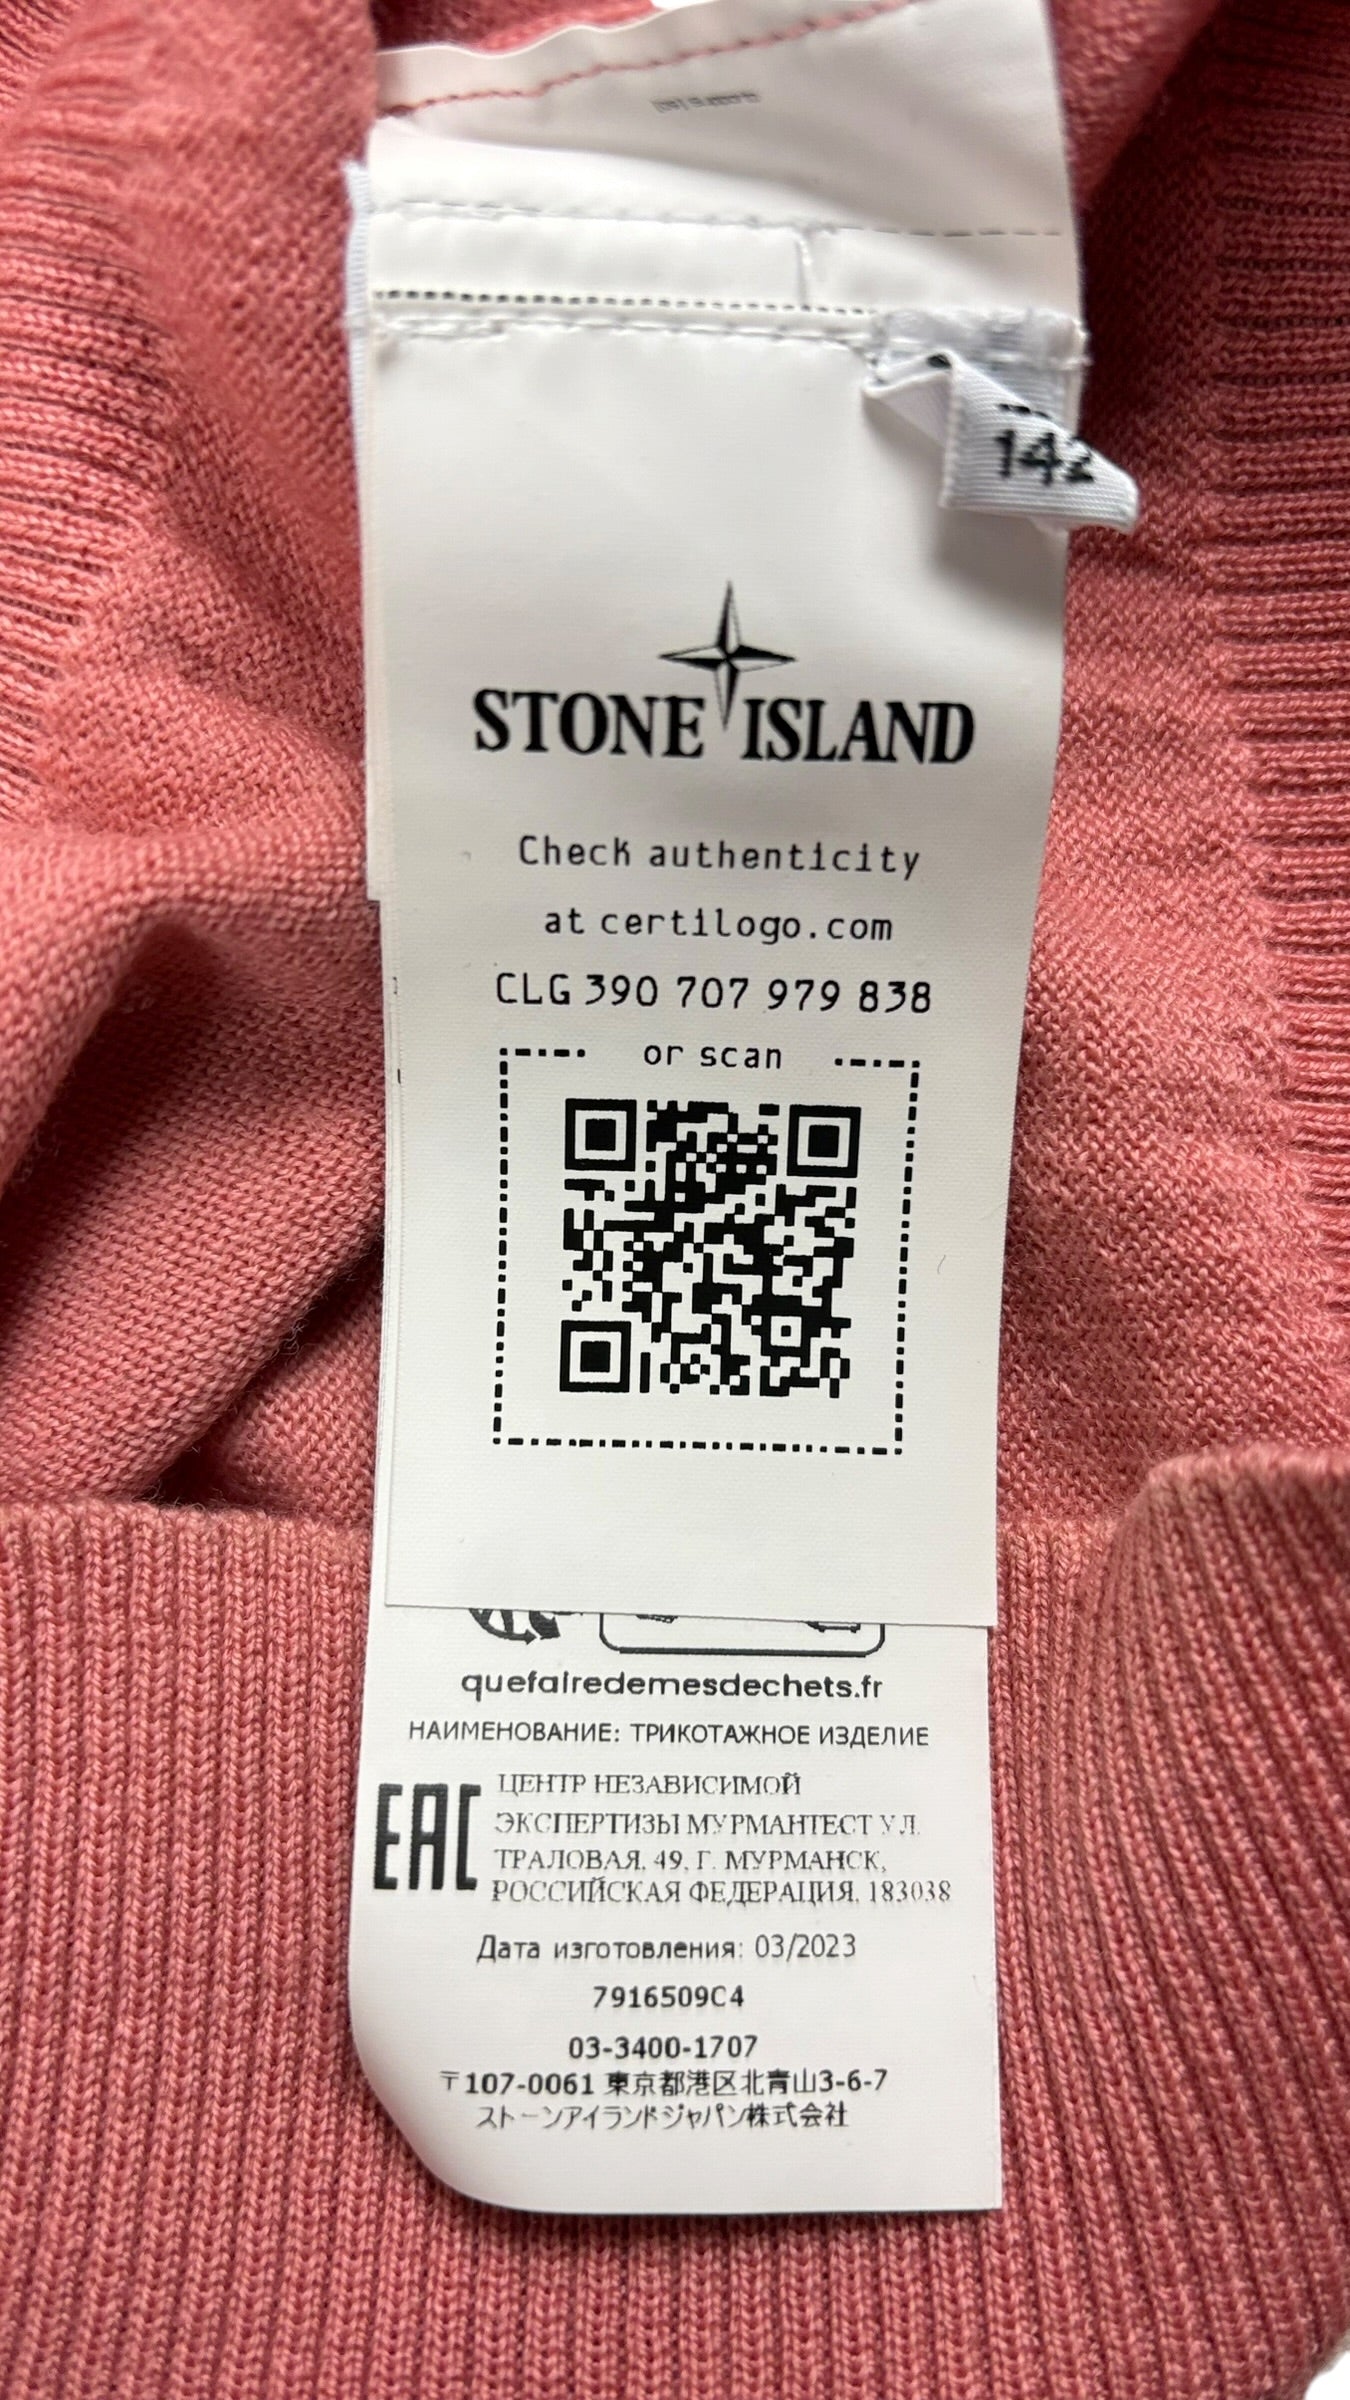 142
STONE ISLAND
Check authenticity
at certilogo.com
CLG 390 707 979 838
or scan
quefairedemesdechets.fr
НАИМЕНОВАНИЕ: ТРИКОТАЖНОЕ ИЗДЕЛИЕ
EAC
ЦЕНТР НЕЗАВИСИМОЙ
ЭКСПЕРТИЗЫ МУРМАНТЕСТ УЛ.
ТРАЛОВАЯ, 49, Г. МУРМАНСК,
РОССИЙСКАЯ ФЕДЕРАЦИЯ, 183038
Дата изготовления: 03/2023
7916509C4
03-3400-1707
〒107-0061 東京都港区北青山3-6-7
ストーンアイランドジャパン株式会社